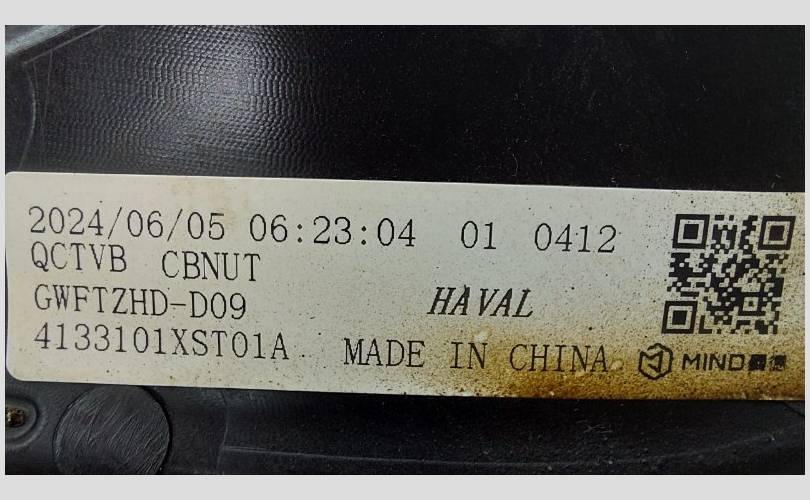 2024/06/05 06:23:04 01 0412
QCTVB CBNUT
GWFTZHD-D09 HAVAL
4133101XST01A MADE IN CHINA MIND